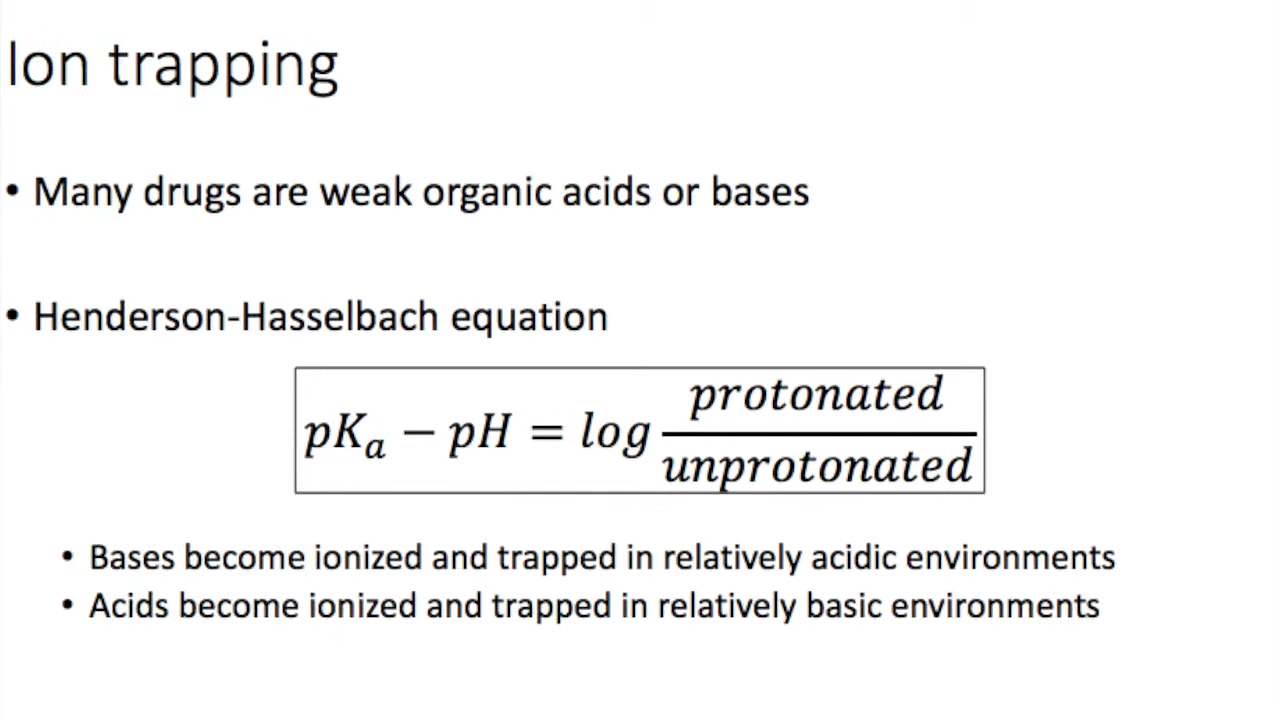 Ion trapping
• Many drugs are weak organic acids or bases
• Henderson-Hasselbach equation
pKₐ − pH = log protonated/unprotonated
• Bases become ionized and trapped in relatively acidic environments
• Acids become ionized and trapped in relatively basic environments